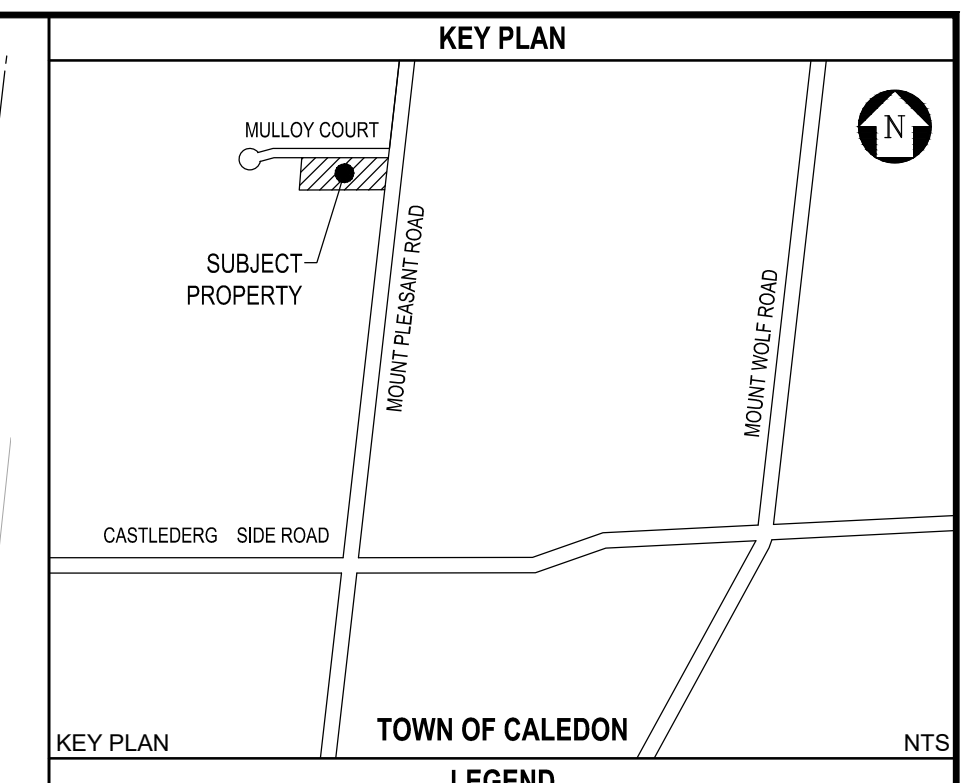 KEY PLAN
MULLOY COURT
N
SUBJECT
PROPERTY
MOUNT PLEASANT ROAD
MOUNT WOLF ROAD
CASTLEDERG SIDE ROAD
TOWN OF CALEDON
KEY PLAN
NTS
LEGEND